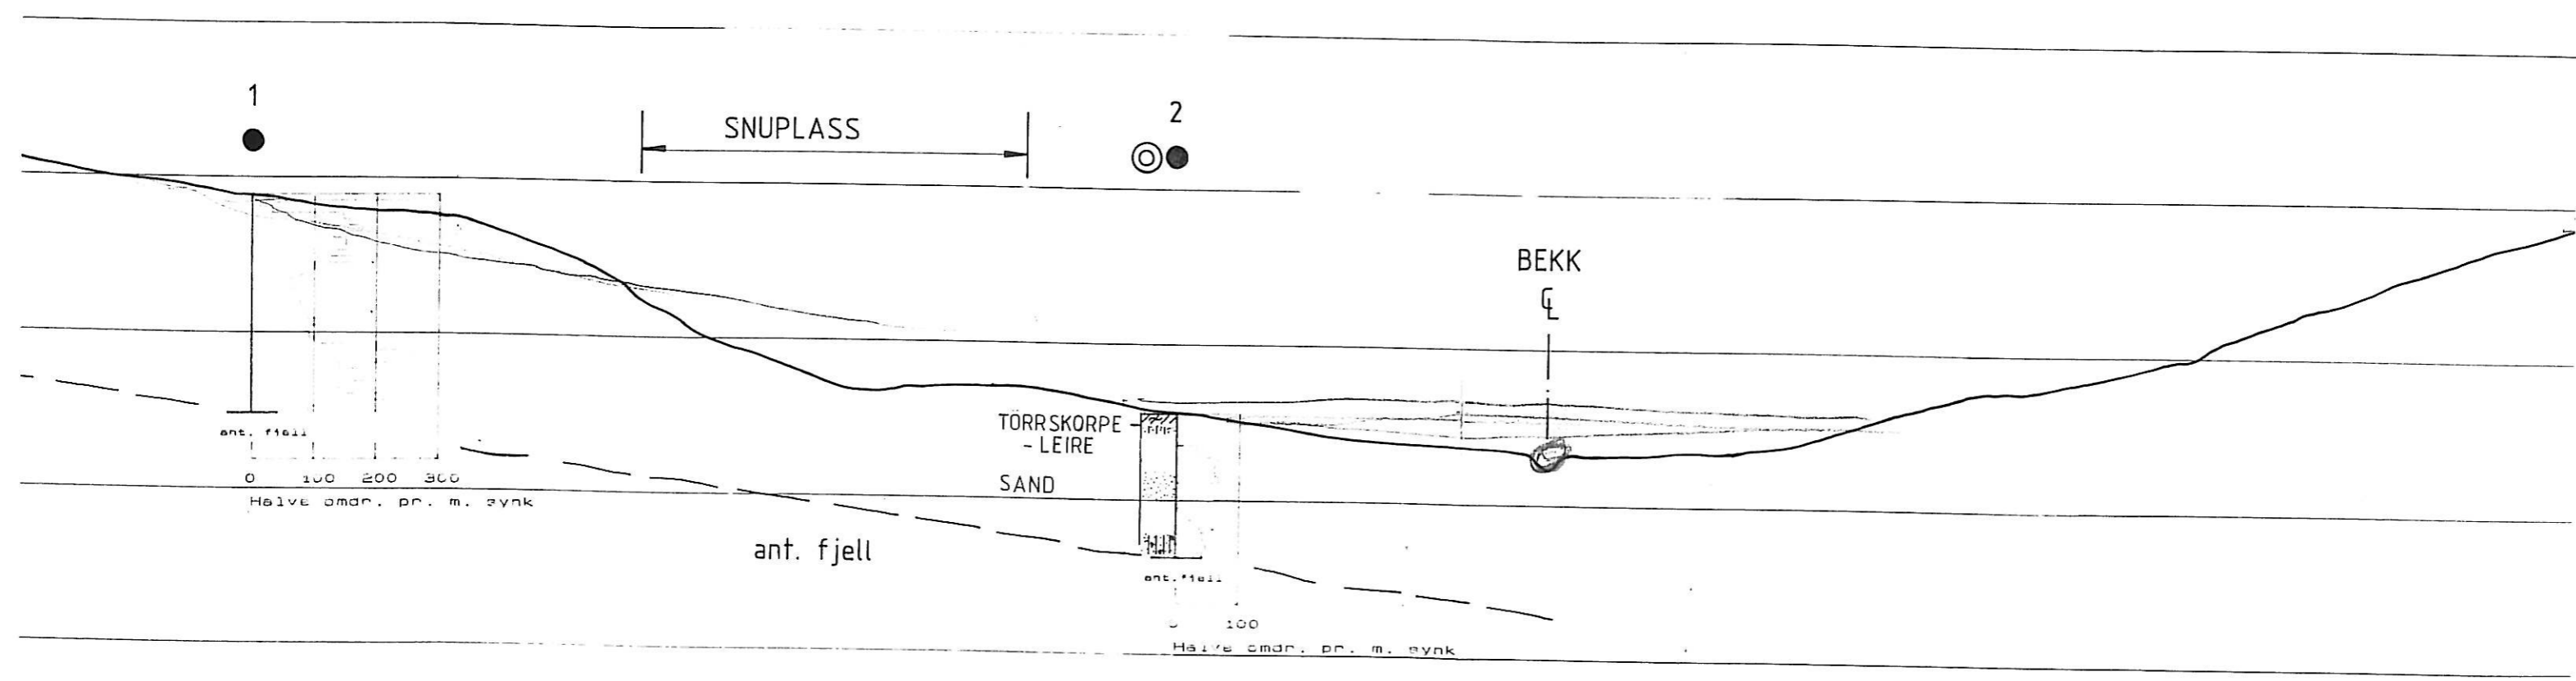 1
SNUPLASS
2
BEKK
TÖRRSKORPE
- LEIRE
SAND
ant. fjell
0 100 200 300
Halve omdr. pr. m. synk
ant. fjell
ant. fjell
0 100
Halve omdr. pr. m. synk